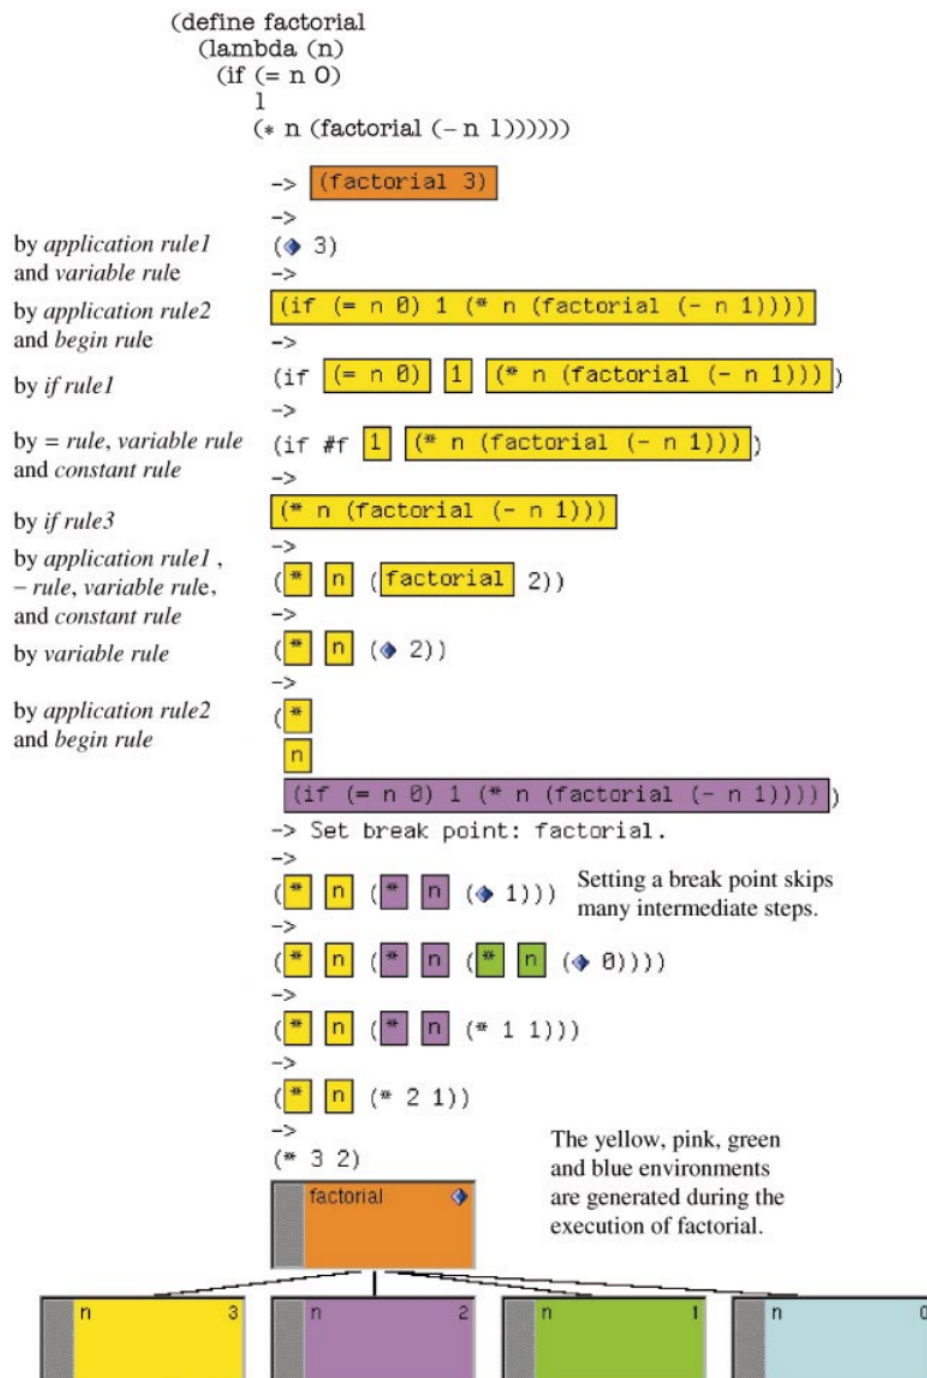 (define factorial
(lambda (n)
(if (= n 0)
1
(* n (factorial (– n 1))))))
-> (factorial 3)
->
by application rule1
and variable rule
(3)
->
by application rule2
and begin rule
(if (= n 0) 1 (* n (factorial (- n 1))))
->
by if rule1
(if (= n 0) 1 (* n (factorial (- n 1))))
->
by = rule, variable rule
and constant rule
(if #f 1 (* n (factorial (- n 1))))
->
by if rule3
(* n (factorial (- n 1)))
->
by application rule1 ,
– rule, variable rule,
and constant rule
(* n (factorial 2))
->
by variable rule
(* n ( 2))
->
by application rule2
and begin rule
(*
n
(if (= n 0) 1 (* n (factorial (- n 1)))))
-> Set break point: factorial.
->
(* n (* n ( 1)))
Setting a break point skips
many intermediate steps.
->
(* n (* n (* n ( 0))))
->
(* n (* n (* 1 1)))
->
(* n (* 2 1))
->
(* 3 2)
The yellow, pink, green
and blue environments
are generated during the
execution of factorial.
factorial
n 3
n 2
n 1
n 0